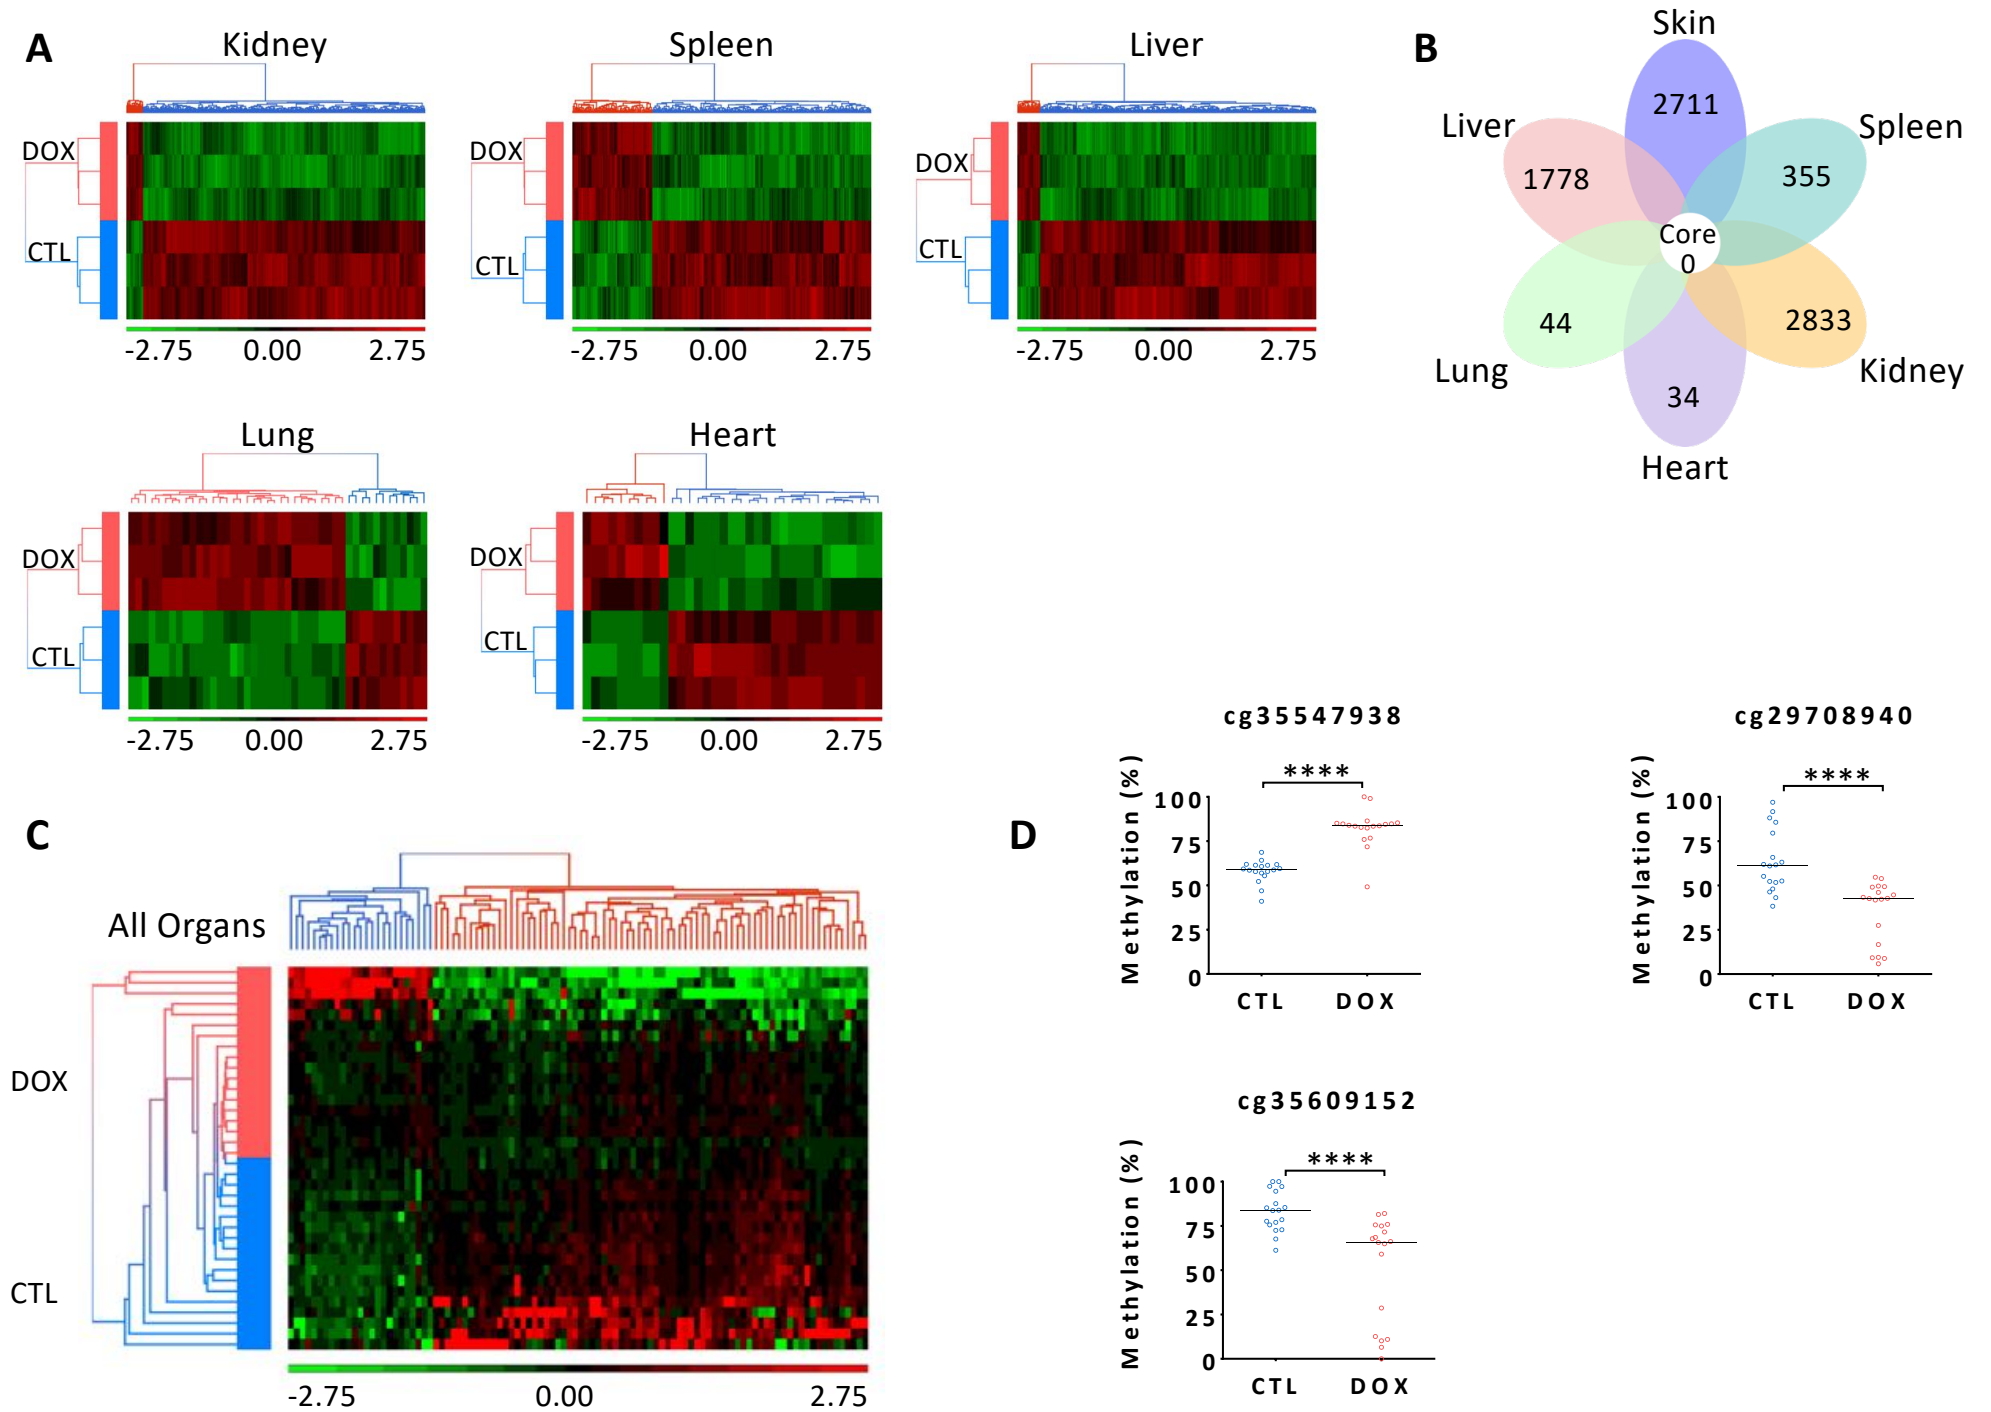 A
Kidney
DOX
CTL
-2.75 0.00 2.75
Spleen
DOX
CTL
-2.75 0.00 2.75
Liver
DOX
CTL
-2.75 0.00 2.75
Lung
DOX
CTL
-2.75 0.00 2.75
Heart
DOX
CTL
-2.75 0.00 2.75
B
Skin
2711
Liver
1778
Spleen
355
Core
0
44
Lung
2833
Kidney
34
Heart
C
All Organs
DOX
CTL
-2.75 0.00 2.75
D
cg35547938
****
Methylation (%)
100
75
50
25
0
CTL DOX
cg29708940
****
Methylation (%)
100
75
50
25
0
CTL DOX
cg35609152
****
Methylation (%)
100
75
50
25
0
CTL DOX